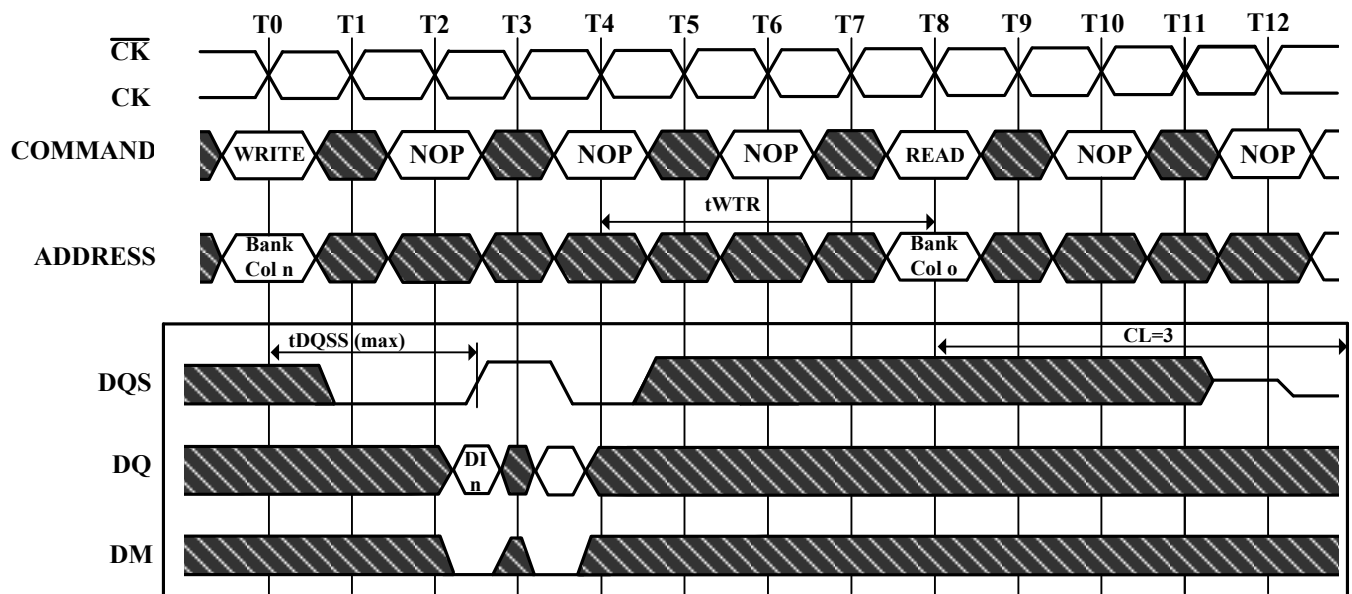 T0 T1 T2 T3 T4 T5 T6 T7 T8 T9 T10 T11 T12
CK
CK
COMMAND WRITE NOP NOP NOP READ NOP NOP
tWTR
ADDRESS Bank Col n Bank Col o
tDQSS (max) CL=3
DQS
DQ DI n
DM